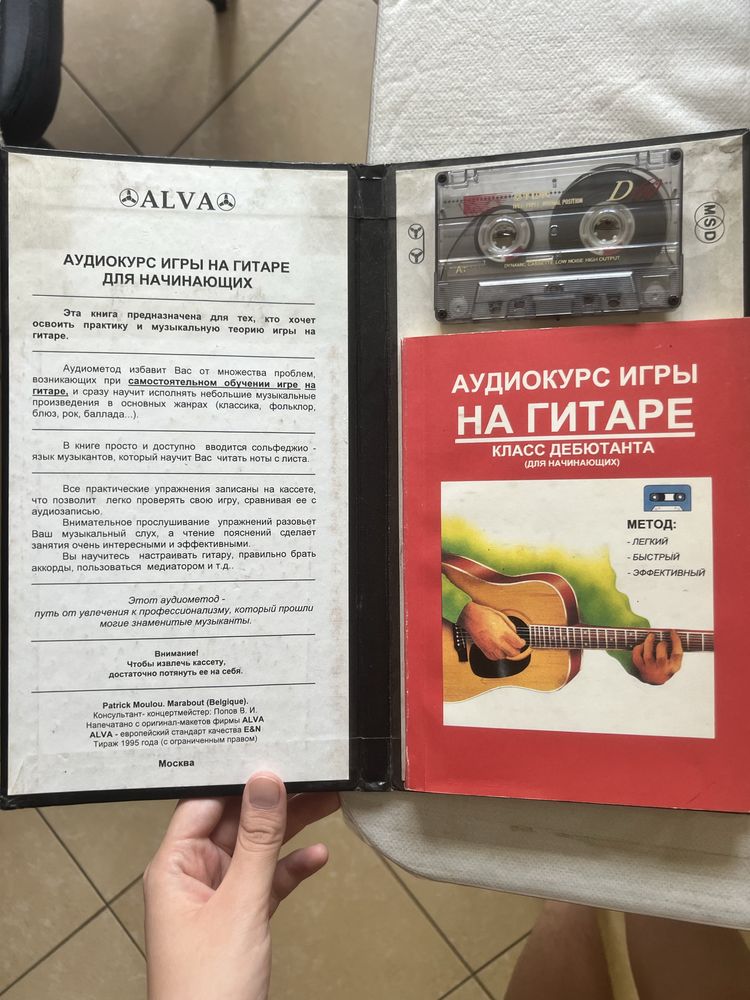 ALVA
АУДИОКУРС ИГРЫ НА ГИТАРЕ
ДЛЯ НАЧИНАЮЩИХ
Эта книга предназначена для тех, кто хочет
освоить практику и музыкальную теорию игры на
гитаре.
Аудиометод избавит Вас от множества проблем,
возникающих при самостоятельном обучении игре на
гитаре, и сразу научит исполнять небольшие музыкальные
произведения в основных жанрах (классика, фольклор,
блюз, рок, баллада...).
В книге просто и доступно вводится сольфеджио -
язык музыкантов, который научит Вас читать ноты с листа.
Все практические упражнения записаны на кассете,
что позволит легко проверять свою игру, сравнивая ее с
аудиозаписью.
Внимательное прослушивание упражнений разовьет
Ваш музыкальный слух, а чтение пояснений сделает
занятия очень интересными и эффективными.
Вы научитесь настраивать гитару, правильно брать
аккорды, пользоваться медиатором и т.д..
Этот аудиометод -
путь от увлечения к профессионализму, который прошли
могие знаменитые музыканты.
Внимание!
Чтобы извлечь кассету,
достаточно потянуть ее на себя.
Patrick Moulou. Marabout (Belgique).
Консультант- концертмейстер: Попов В. И.
Напечатано с оригинал-макетов фирмы ALVA
ALVA - европейский стандарт качества E&N
Тираж 1995 года (с ограниченным правом)
Москва
POSITION
D
A:
DYNAMIC CASSETTE LOW NOISE HIGH OUTPUT
MSD
АУДИОКУРС ИГРЫ
НА ГИТАРЕ
КЛАСС ДЕБЮТАНТА
(ДЛЯ НАЧИНАЮЩИХ)
МЕТОД:
- ЛЕГКИЙ
- БЫСТРЫЙ
- ЭФФЕКТИВНЫЙ